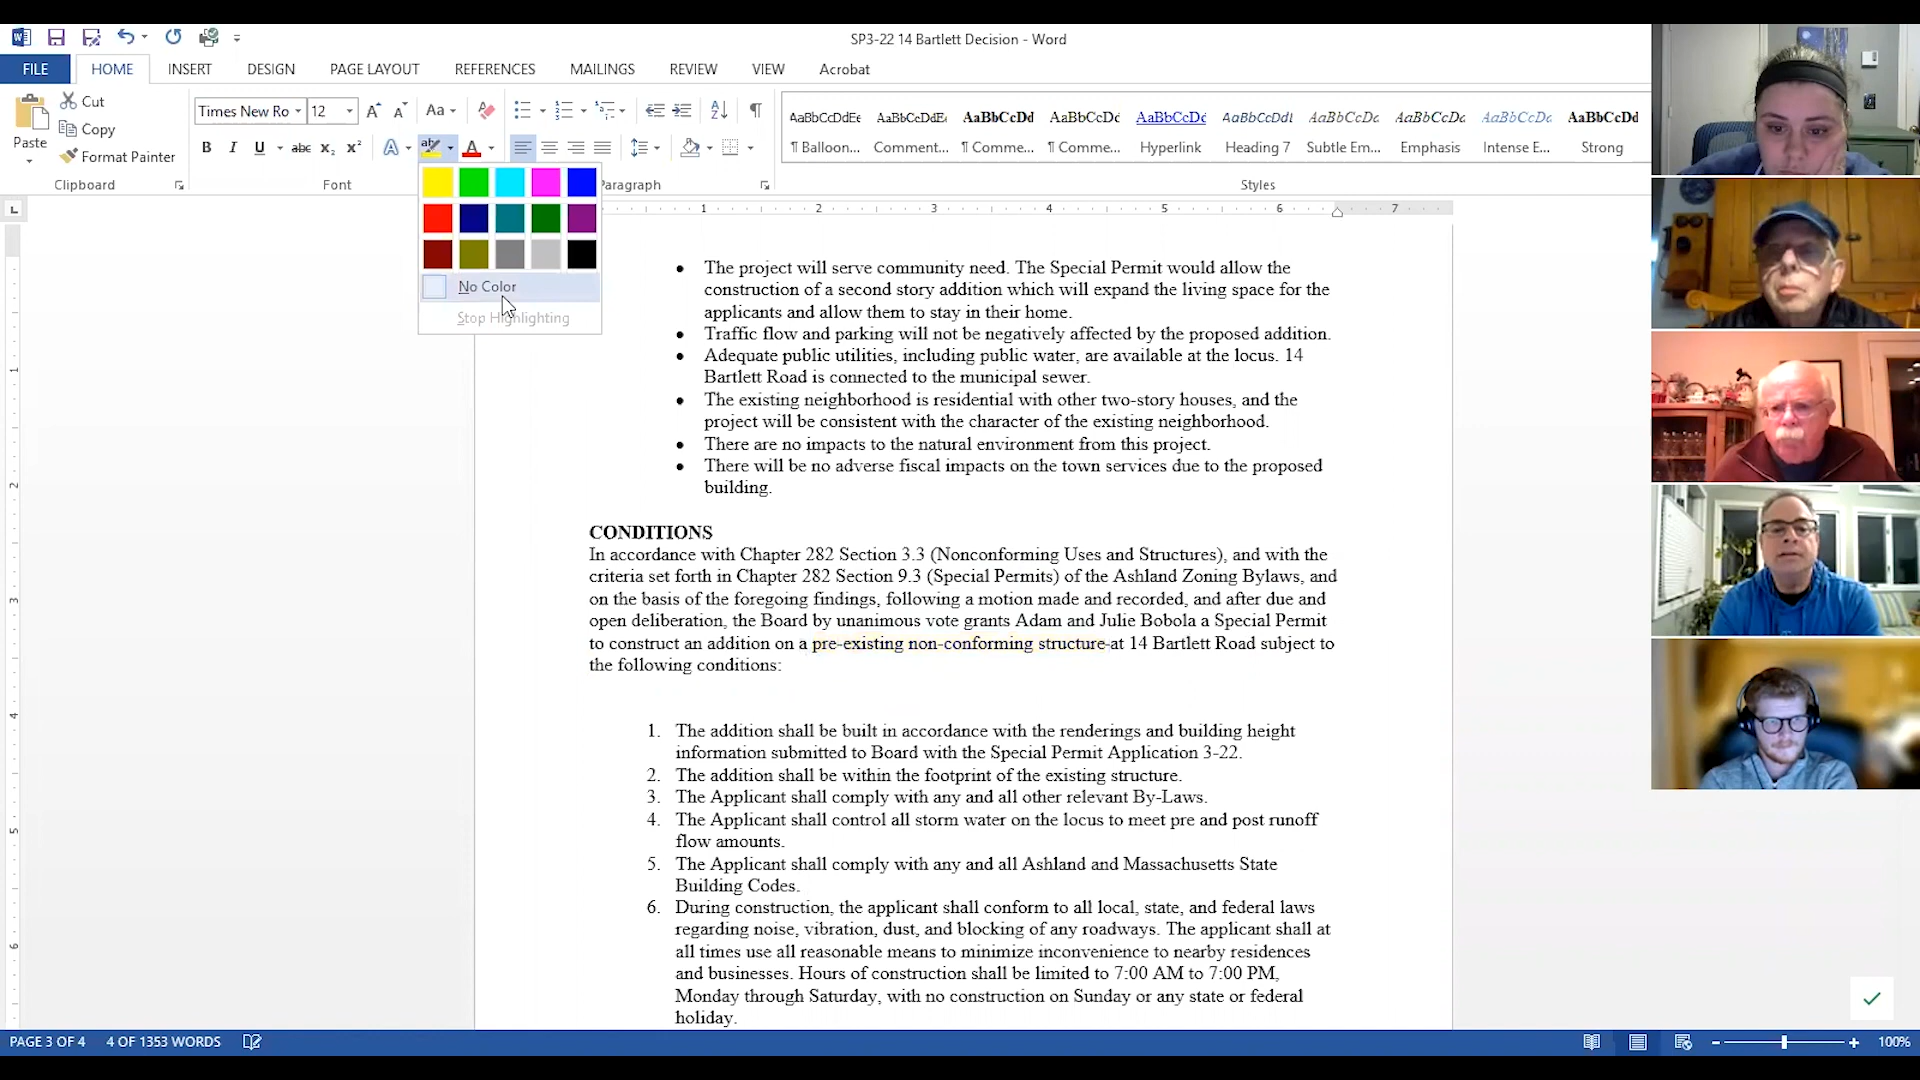 SP3-22 14 Bartlett Decision - Word
FILE HOME INSERT DESIGN PAGE LAYOUT REFERENCES MAILINGS REVIEW VIEW Acrobat
Paste
Cut
Copy
Format Painter
Clipboard
Times New Ro 12
Font
Paragraph
AaBbCcDdEe AaBbCcDdEe AaBbCcDd AaBbCcDc AaBbCcDc AaBbCcDdI AaBbCcDc AaBbCcDc AaBbCcDc AaBbCcDd
¶ Balloon... Comment... ¶ Comme... ¶ Comme... Hyperlink Heading 7 Subtle Em... Emphasis Intense E... Strong
Styles
No Color
Stop Highlighting
1 2 3 4 5 6 7
• The project will serve community need. The Special Permit would allow the
construction of a second story addition which will expand the living space for the
applicants and allow them to stay in their home.
• Traffic flow and parking will not be negatively affected by the proposed addition.
• Adequate public utilities, including public water, are available at the locus. 14
Bartlett Road is connected to the municipal sewer.
• The existing neighborhood is residential with other two-story houses, and the
project will be consistent with the character of the existing neighborhood.
• There are no impacts to the natural environment from this project.
• There will be no adverse fiscal impacts on the town services due to the proposed
building.
CONDITIONS
In accordance with Chapter 282 Section 3.3 (Nonconforming Uses and Structures), and with the
criteria set forth in Chapter 282 Section 9.3 (Special Permits) of the Ashland Zoning Bylaws, and
on the basis of the foregoing findings, following a motion made and recorded, and after due and
open deliberation, the Board by unanimous vote grants Adam and Julie Bobola a Special Permit
to construct an addition on a pre-existing non-conforming structure-at 14 Bartlett Road subject to
the following conditions:
1. The addition shall be built in accordance with the renderings and building height
information submitted to Board with the Special Permit Application 3-22.
2. The addition shall be within the footprint of the existing structure.
3. The Applicant shall comply with any and all other relevant By-Laws.
4. The Applicant shall control all storm water on the locus to meet pre and post runoff
flow amounts.
5. The Applicant shall comply with any and all Ashland and Massachusetts State
Building Codes.
6. During construction, the applicant shall conform to all local, state, and federal laws
regarding noise, vibration, dust, and blocking of any roadways. The applicant shall at
all times use all reasonable means to minimize inconvenience to nearby residences
and businesses. Hours of construction shall be limited to 7:00 AM to 7:00 PM,
Monday through Saturday, with no construction on Sunday or any state or federal
holiday.
PAGE 3 OF 4 4 OF 1353 WORDS 100%